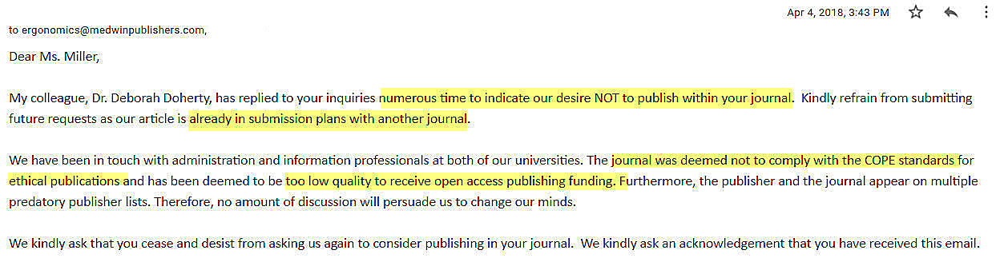 Apr 4, 2018, 3:43 PM
to ergonomics@medwinpublishers.com,
Dear Ms. Miller,
My colleague, Dr. Deborah Doherty, has replied to your inquiries numerous time to indicate our desire NOT to publish within your journal. Kindly refrain from submitting
future requests as our article is already in submission plans with another journal.
We have been in touch with administration and information professionals at both of our universities. The journal was deemed not to comply with the COPE standards for
ethical publications and has been deemed to be too low quality to receive open access publishing funding. Furthermore, the publisher and the journal appear on multiple
predatory publisher lists. Therefore, no amount of discussion will persuade us to change our minds.
We kindly ask that you cease and desist from asking us again to consider publishing in your journal. We kindly ask an acknowledgement that you have received this email.